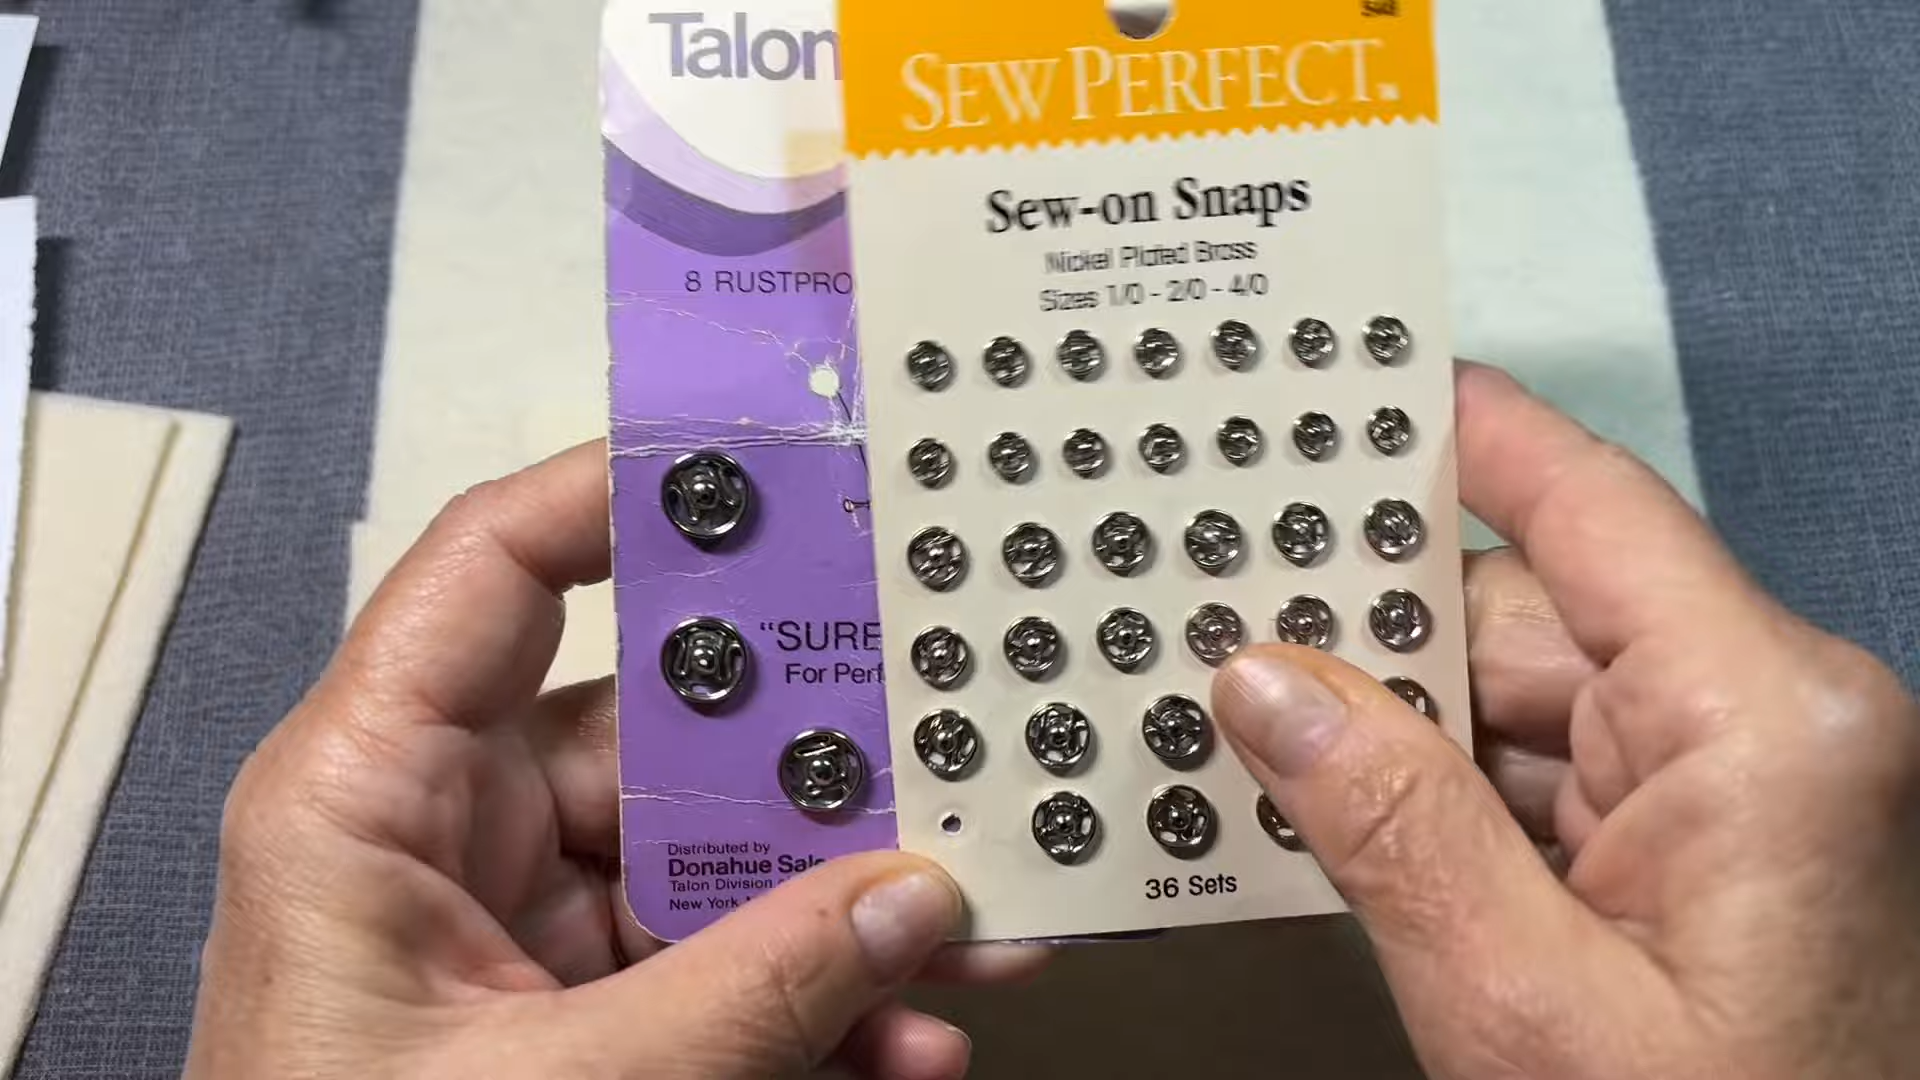 Talon
8 RUSTPRO
"SURE
For Perf
Distributed by
Donahue Sale
Talon Division
New York
SEW PERFECT.
Sew-on Snaps
Nickel Plated Brass
Sizes 1/0 - 2/0 - 4/0
36 Sets